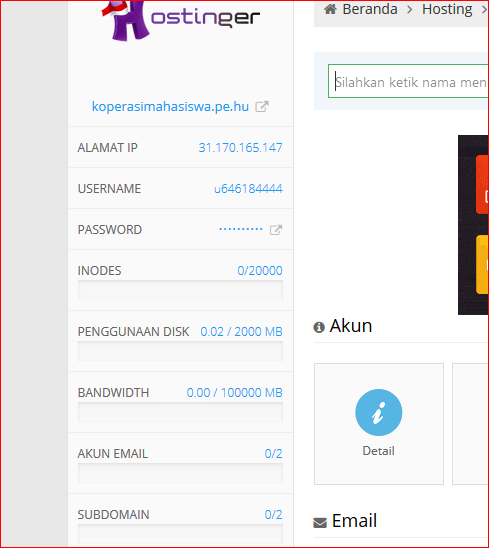 Hostinger
koperasimahasiswa.pe.hu
ALAMAT IP 31.170.165.147
USERNAME u646184444
PASSWORD ··········
INODES 0/20000
PENGGUNAAN DISK 0.02 / 2000 MB
BANDWIDTH 0.00 / 100000 MB
AKUN EMAIL 0/2
SUBDOMAIN 0/2
Beranda > Hosting >
Silahkan ketik nama men
Akun
Detail
Email